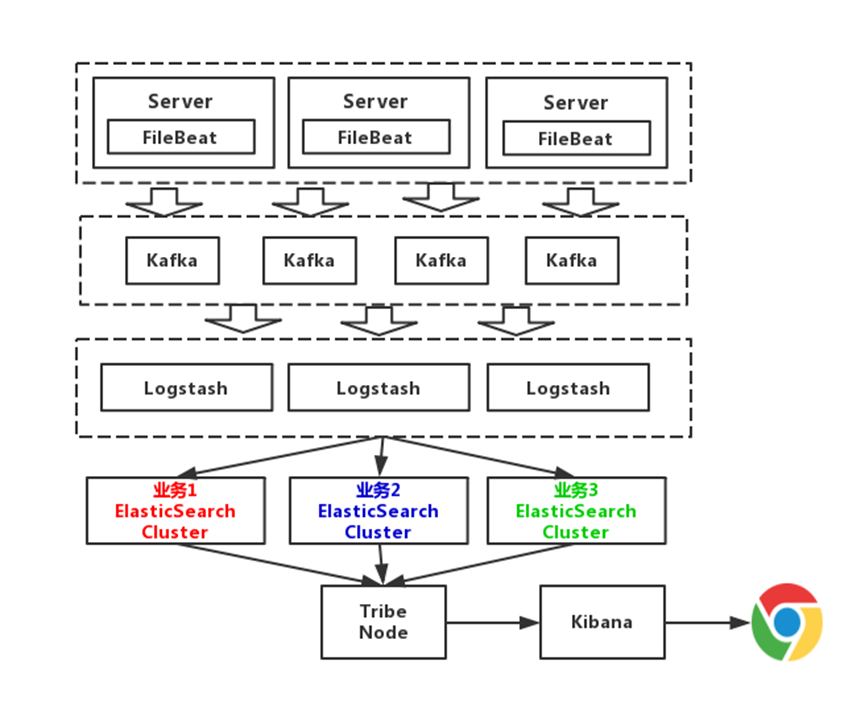 Server
FileBeat
Server
FileBeat
Server
FileBeat
Kafka
Kafka
Kafka
Kafka
Logstash
Logstash
Logstash
业务1
ElasticSearch
Cluster
业务2
ElasticSearch
Cluster
业务3
ElasticSearch
Cluster
Tribe
Node
Kibana